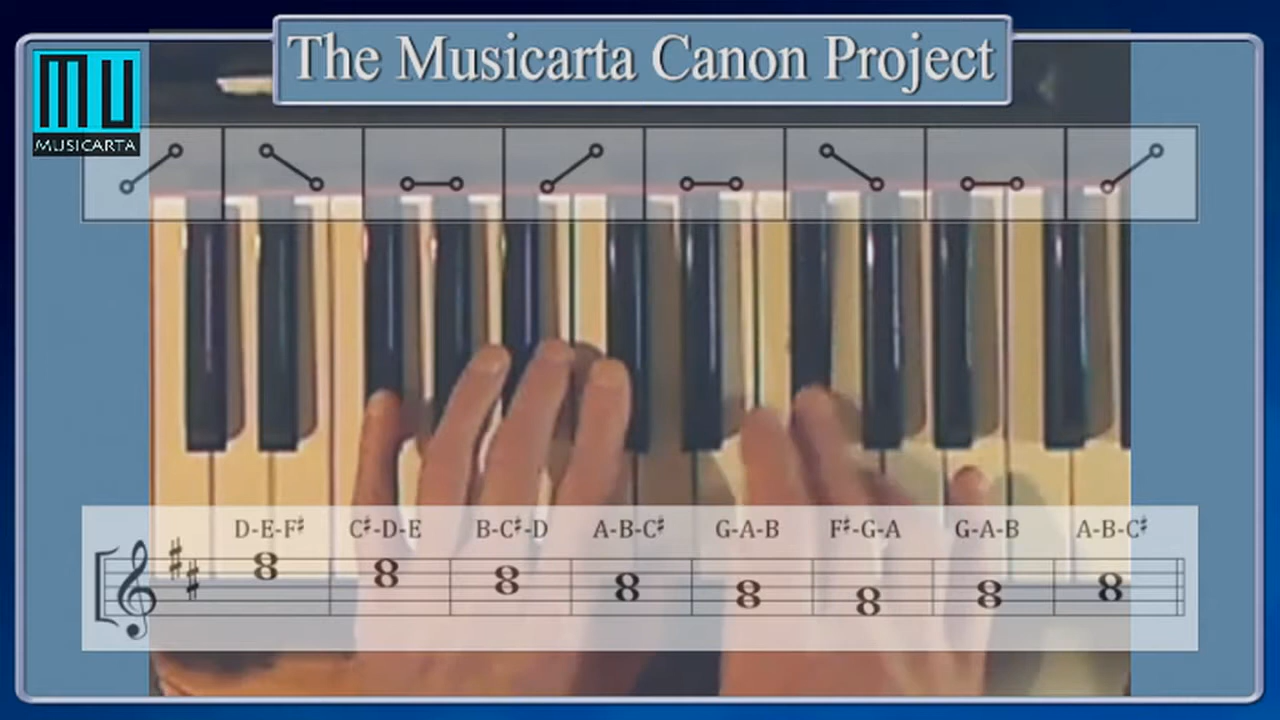 The Musicarta Canon Project
MU
MUSICARTA
D-E-F♯ C♯-D-E B-C♯-D A-B-C♯ G-A-B F♯-G-A G-A-B A-B-C♯